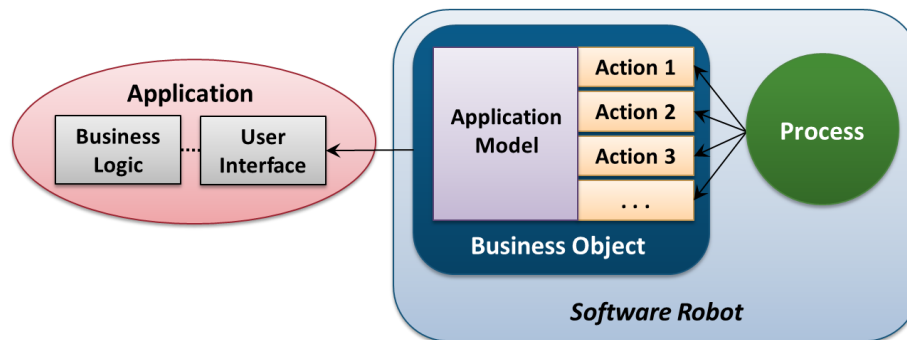 Application
Business
Logic
User
Interface
Application
Model
Action 1
Action 2
Action 3
. . .
Business Object
Process
Software Robot